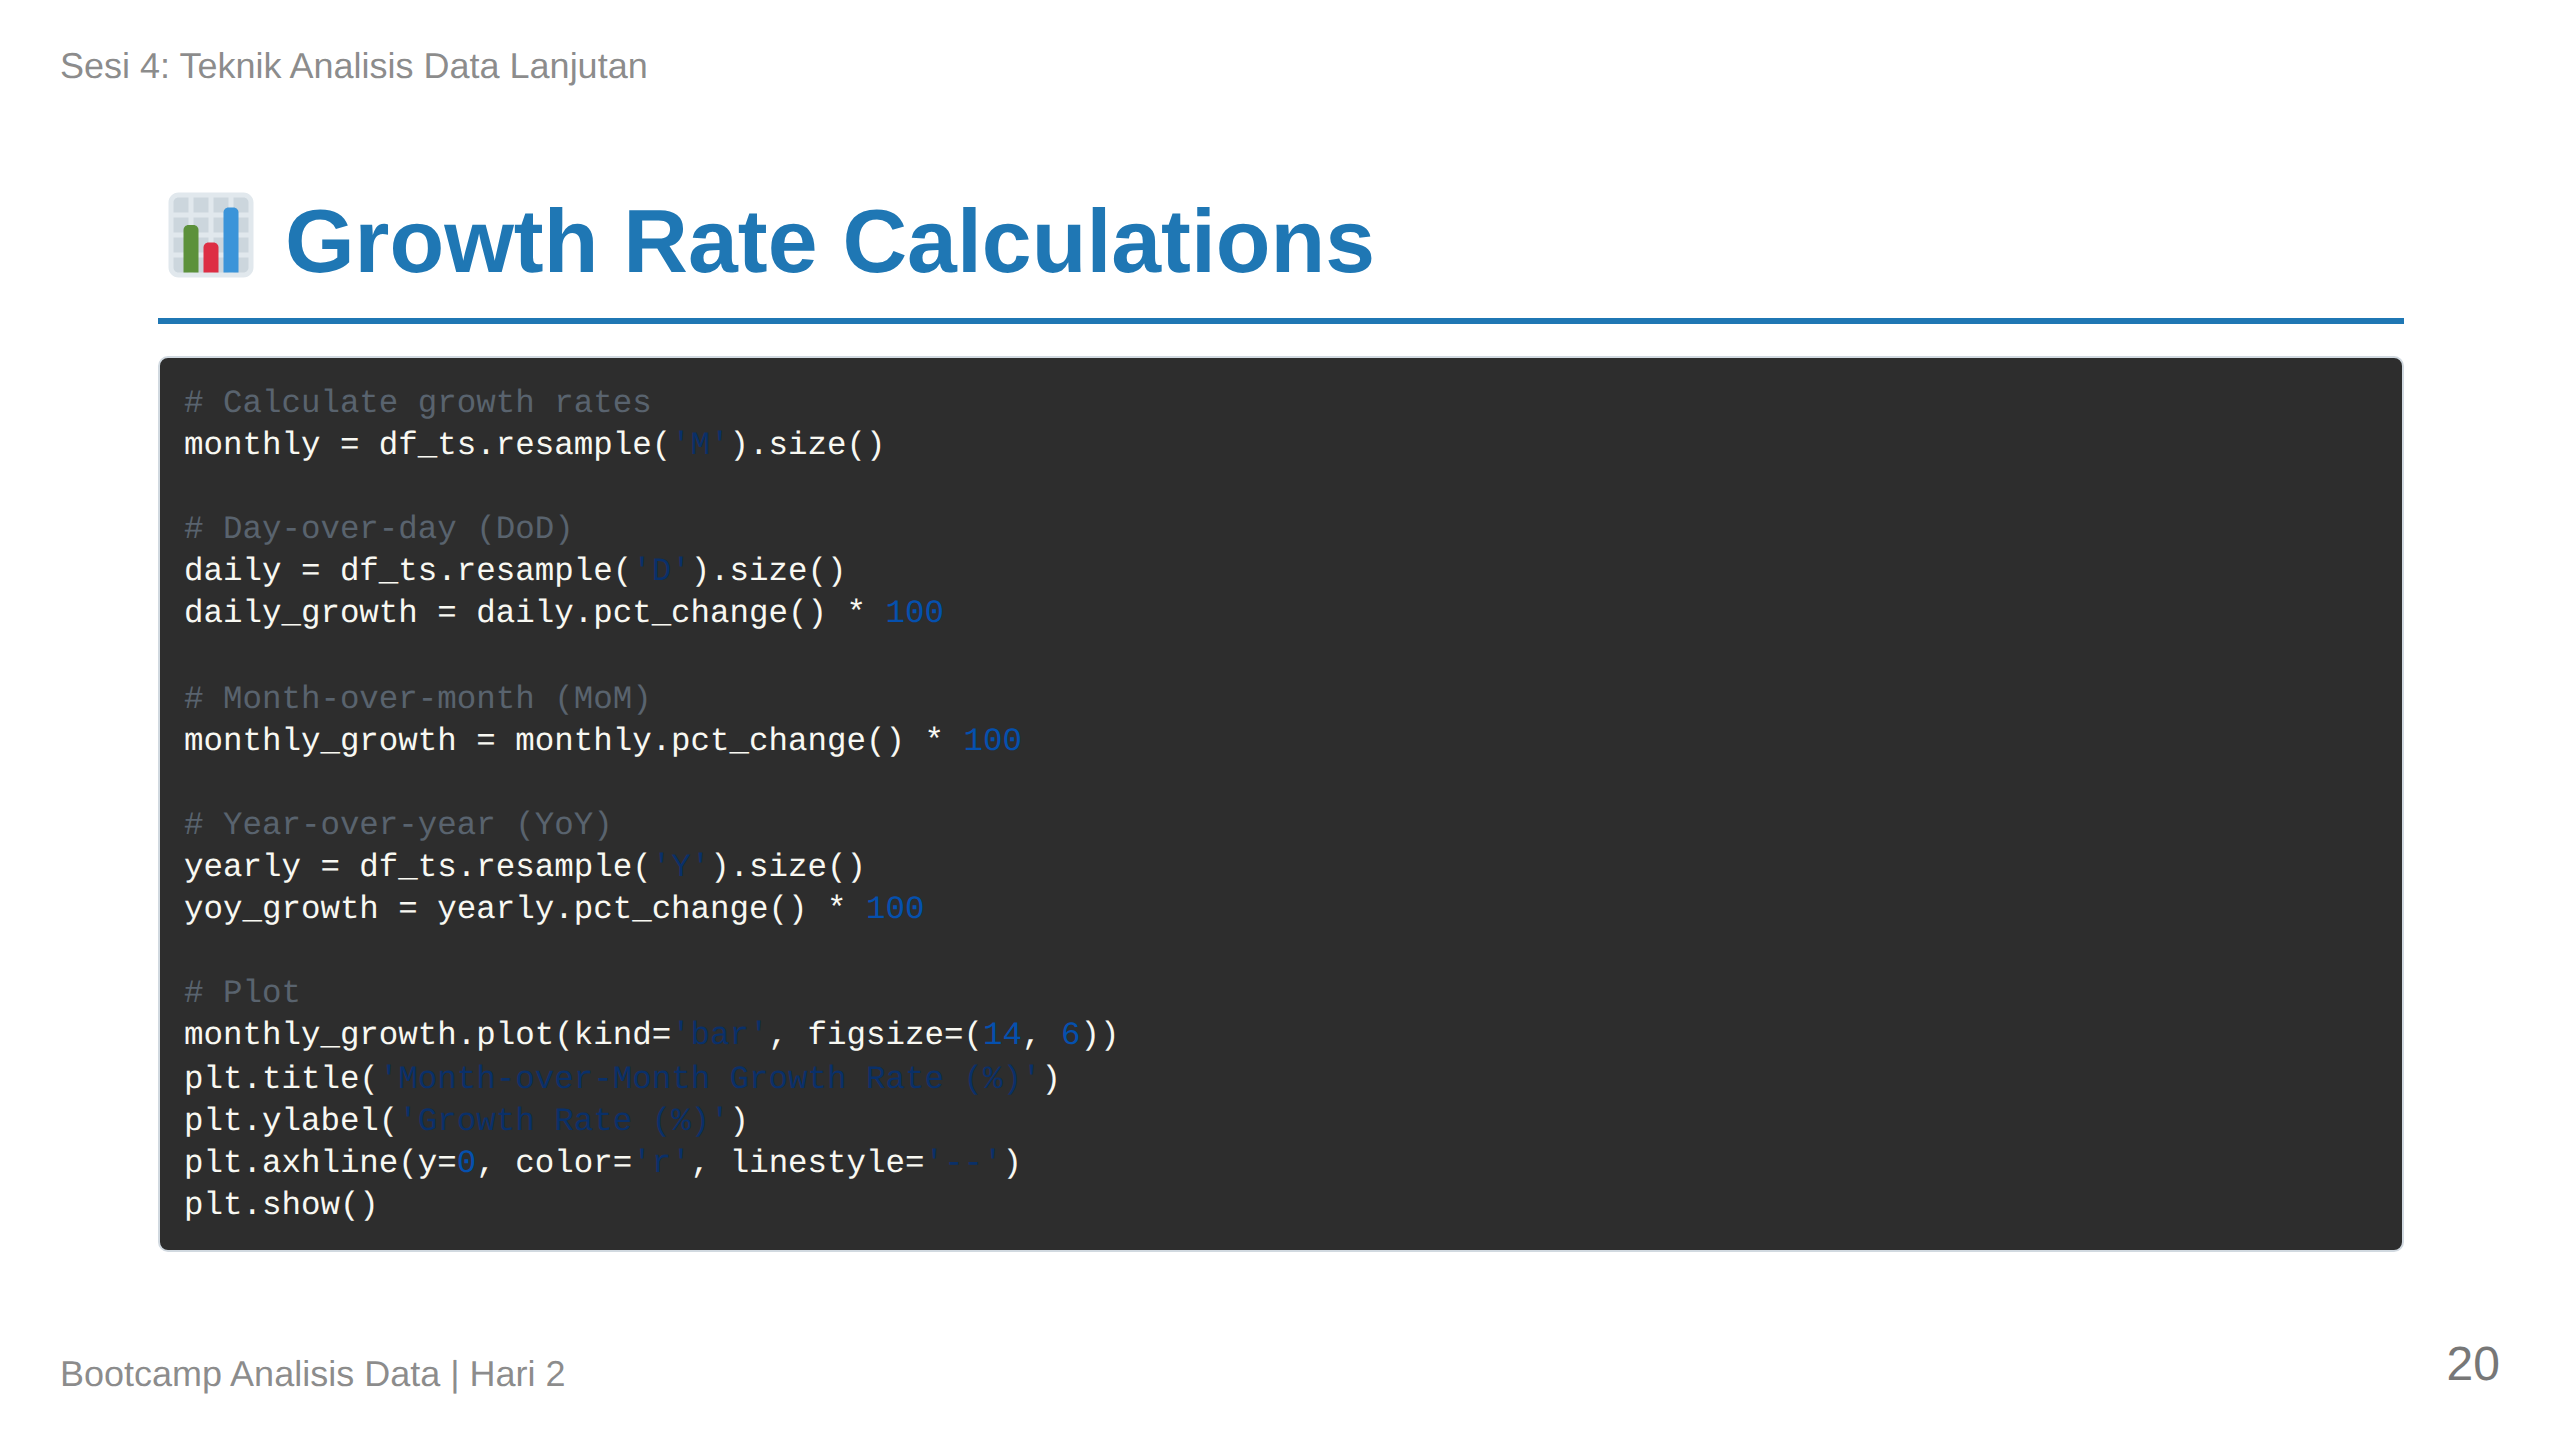 Sesi 4: Teknik Analisis Data Lanjutan
Growth Rate Calculations
# Calculate growth rates
monthly = df_ts.resample('M').size()
# Day-over-day (DoD)
daily = df_ts.resample('D').size()
daily_growth = daily.pct_change() * 100
# Month-over-month (MoM)
monthly_growth = monthly.pct_change() * 100
# Year-over-year (YoY)
yearly = df_ts.resample('Y').size()
yoy_growth = yearly.pct_change() * 100
# Plot
monthly_growth.plot(kind='bar', figsize=(14, 6))
plt.title('Month-over-Month Growth Rate (%)')
plt.ylabel('Growth Rate (%)')
plt.axhline(y=0, color='r', linestyle='--')
plt.show()
Bootcamp Analisis Data | Hari 2
20